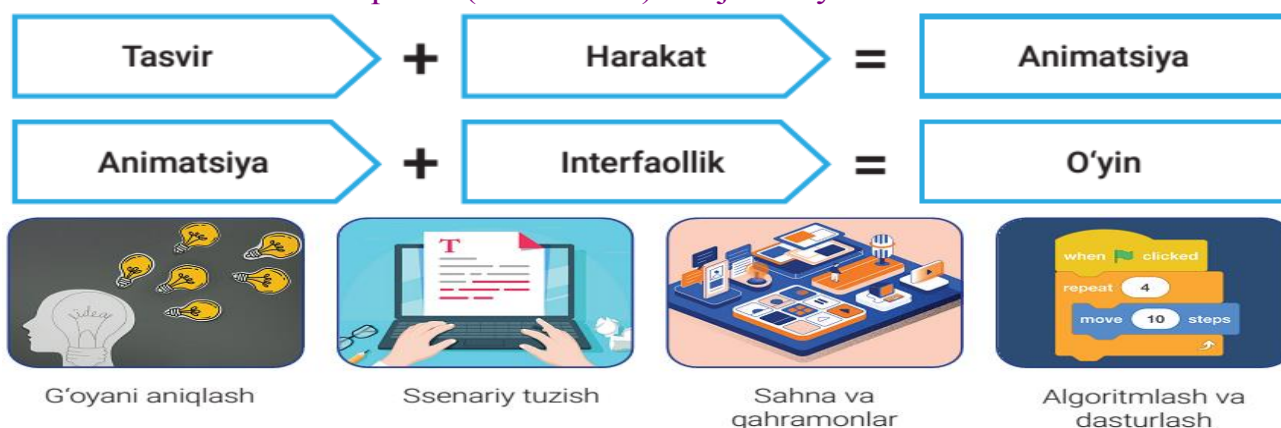 Tasvir + Harakat = Animatsiya
Animatsiya + Interfaollik = O‘yin
idea
T
when clicked
repeat 4
move 10 steps
G‘oyani aniqlash
Ssenariy tuzish
Sahna va
qahramonlar
Algoritmlash va
dasturlash